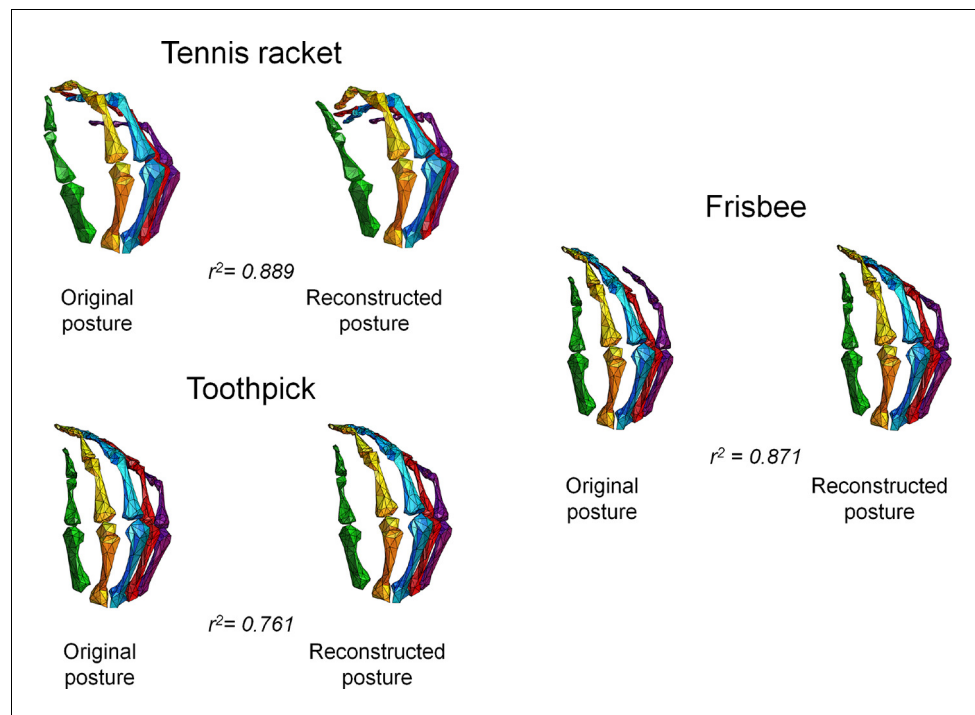 Tennis racket
r²= 0.889
Original
posture
Reconstructed
posture
Toothpick
r²= 0.761
Original
posture
Reconstructed
posture
Frisbee
r² = 0.871
Original
posture
Reconstructed
posture